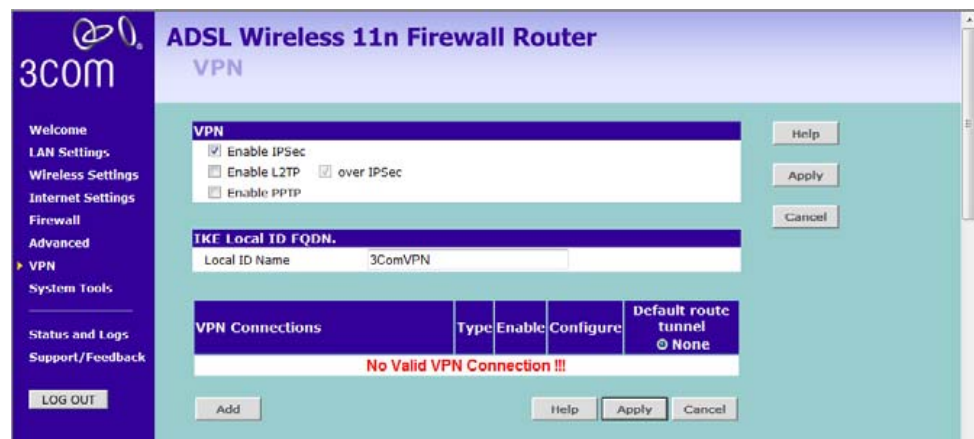 3COM
ADSL Wireless 11n Firewall Router
VPN
Welcome
LAN Settings
Wireless Settings
Internet Settings
Firewall
Advanced
VPN
System Tools
Status and Logs
Support/Feedback
LOG OUT
VPN
Enable IPSec
Enable L2TP over IPSec
Enable PPTP
Help
Apply
Cancel
IKE Local ID FQDN.
Local ID Name 3ComVPN
VPN Connections Type Enable Configure Default route tunnel None
No Valid VPN Connection !!!
Add Help Apply Cancel